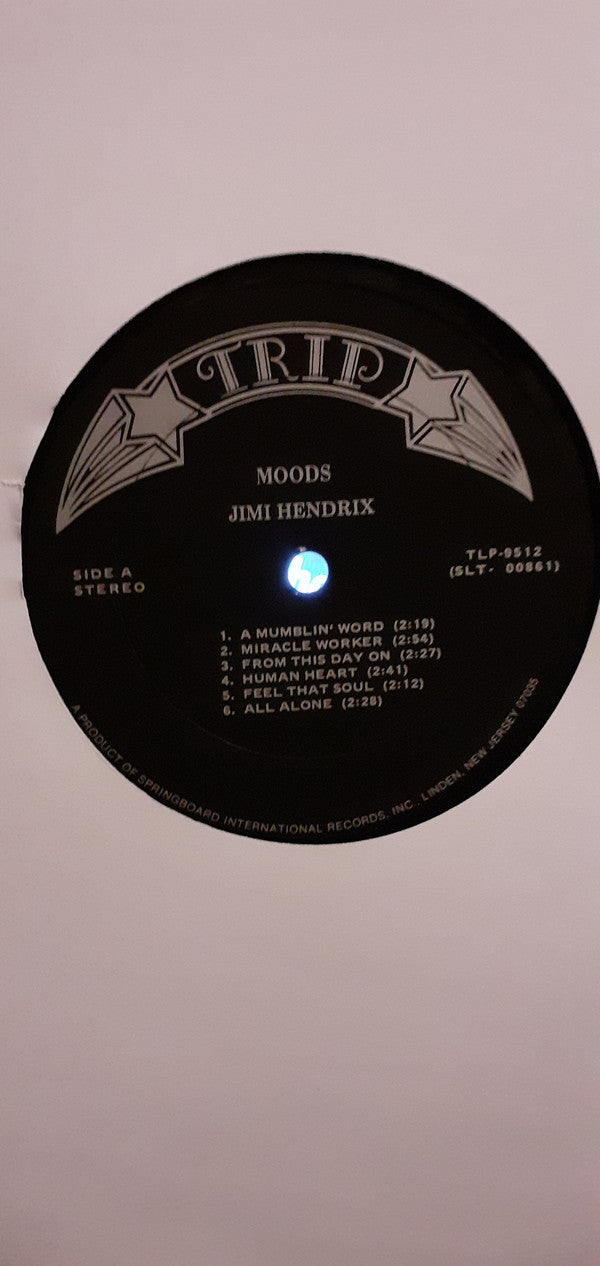 TRIP
MOODS
JIMI HENDRIX
SIDE A
STEREO
TLP-9512
(SLT- 00861)
1. A MUMBLIN' WORD (2:19)
2. MIRACLE WORKER (2:54)
3. FROM THIS DAY ON (2:27)
4. HUMAN HEART (2:41)
5. FEEL THAT SOUL (2:12)
6. ALL ALONE (2:28)
A PRODUCT OF SPRINGBOARD INTERNATIONAL RECORDS, INC., LINDEN, NEW JERSEY 07036